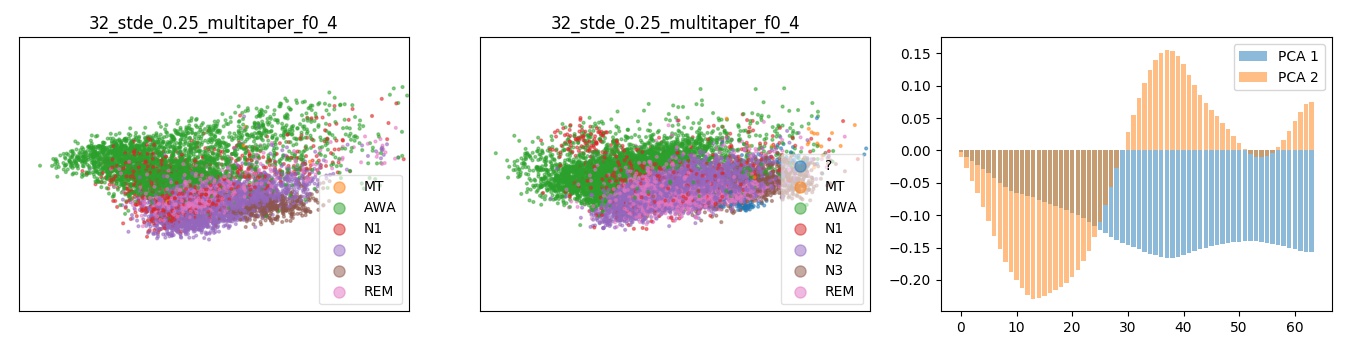 32_stde_0.25_multitaper_f0_4
MT
AWA
N1
N2
N3
REM
32_stde_0.25_multitaper_f0_4
?
MT
AWA
N1
N2
N3
REM
PCA 1
PCA 2
0.15
0.10
0.05
0.00
−0.05
−0.10
−0.15
−0.20
0 10 20 30 40 50 60